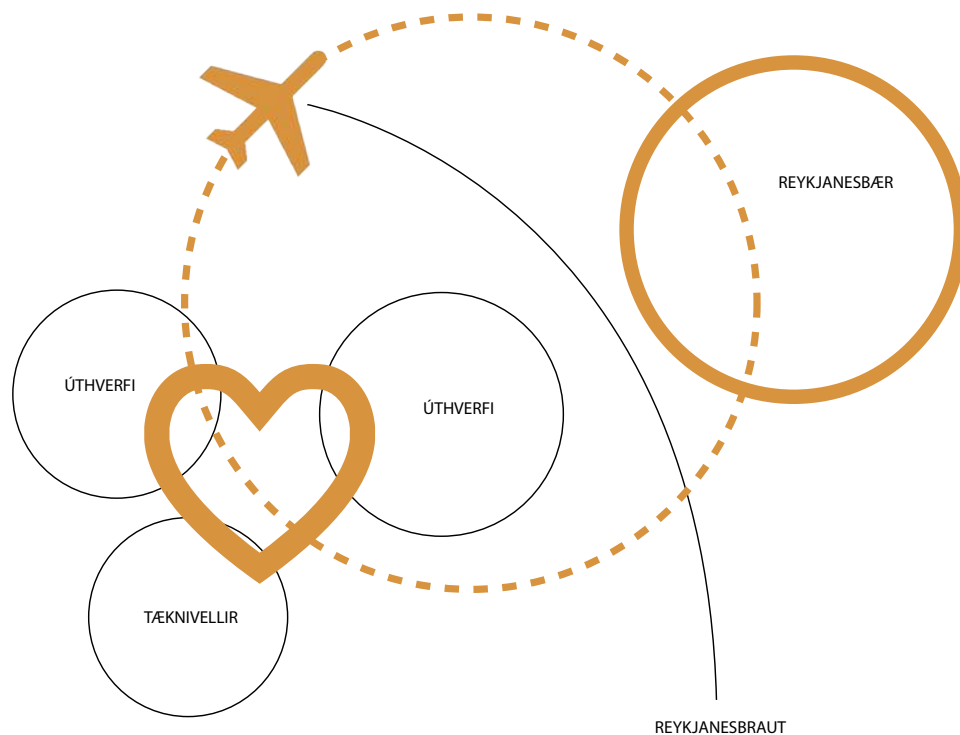 REYKJANESBÆR
ÚTHVERFI
ÚTHVERFI
TÆKNIVELLIR
REYKJANESBRAUT